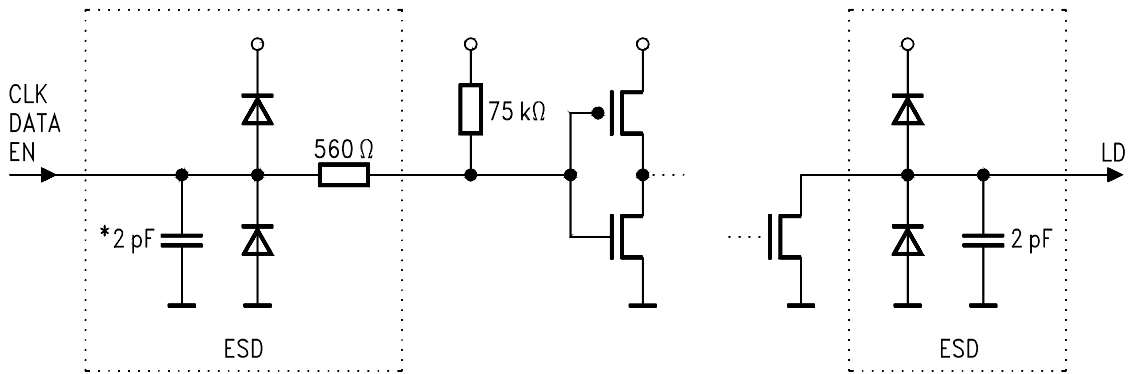 CLK
DATA
EN
560 Ω
75 kΩ
*2 pF
ESD
LD
2 pF
ESD